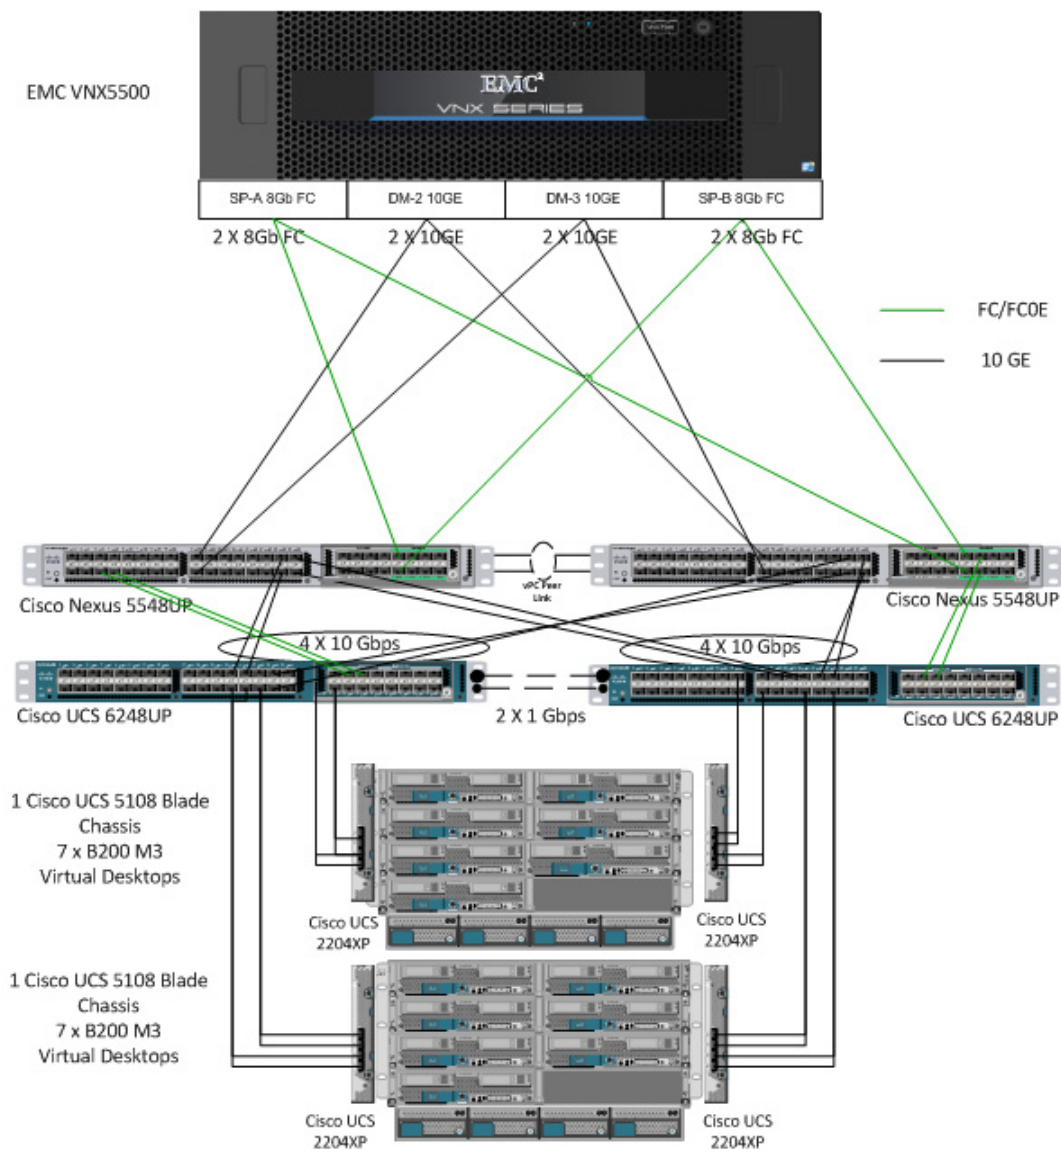 EMC VNX5500
EMC²
VNX SERIES
SP-A 8Gb FC
DM-2 10GE
DM-3 10GE
SP-B 8Gb FC
2 X 8Gb FC
2 X 10GE
2 X 10GE
2 X 8Gb FC
FC/FC0E
10 GE
vPC Peer
Link
Cisco Nexus 5548UP
Cisco Nexus 5548UP
4 X 10 Gbps
4 X 10 Gbps
Cisco UCS 6248UP
2 X 1 Gbps
Cisco UCS 6248UP
1 Cisco UCS 5108 Blade
Chassis
7 x B200 M3
Virtual Desktops
Cisco UCS
2204XP
Cisco UCS
2204XP
1 Cisco UCS 5108 Blade
Chassis
7 x B200 M3
Virtual Desktops
Cisco UCS
2204XP
Cisco UCS
2204XP